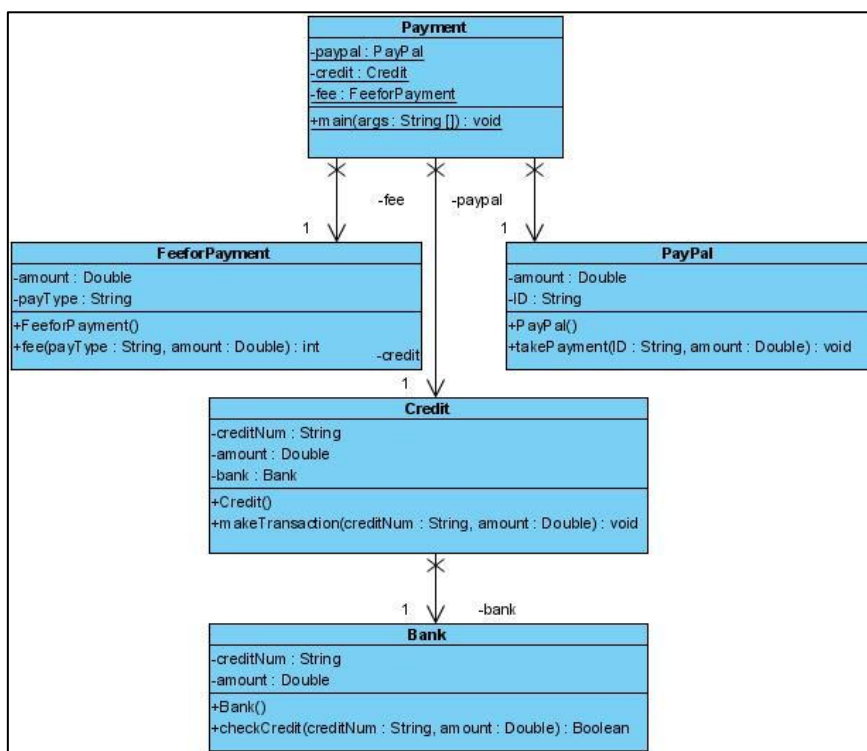 Payment
-paypal : PayPal
-credit : Credit
-fee : FeeforPayment
+main(args : String []) : void
-fee
-paypal
1
1
FeeforPayment
-amount : Double
-payType : String
+FeeforPayment()
+fee(payType : String, amount : Double) : int
PayPal
-amount : Double
-ID : String
+PayPal()
+takePayment(ID : String, amount : Double) : void
-credit
1
Credit
-creditNum : String
-amount : Double
-bank : Bank
+Credit()
+makeTransaction(creditNum : String, amount : Double) : void
1
-bank
Bank
-creditNum : String
-amount : Double
+Bank()
+checkCredit(creditNum : String, amount : Double) : Boolean